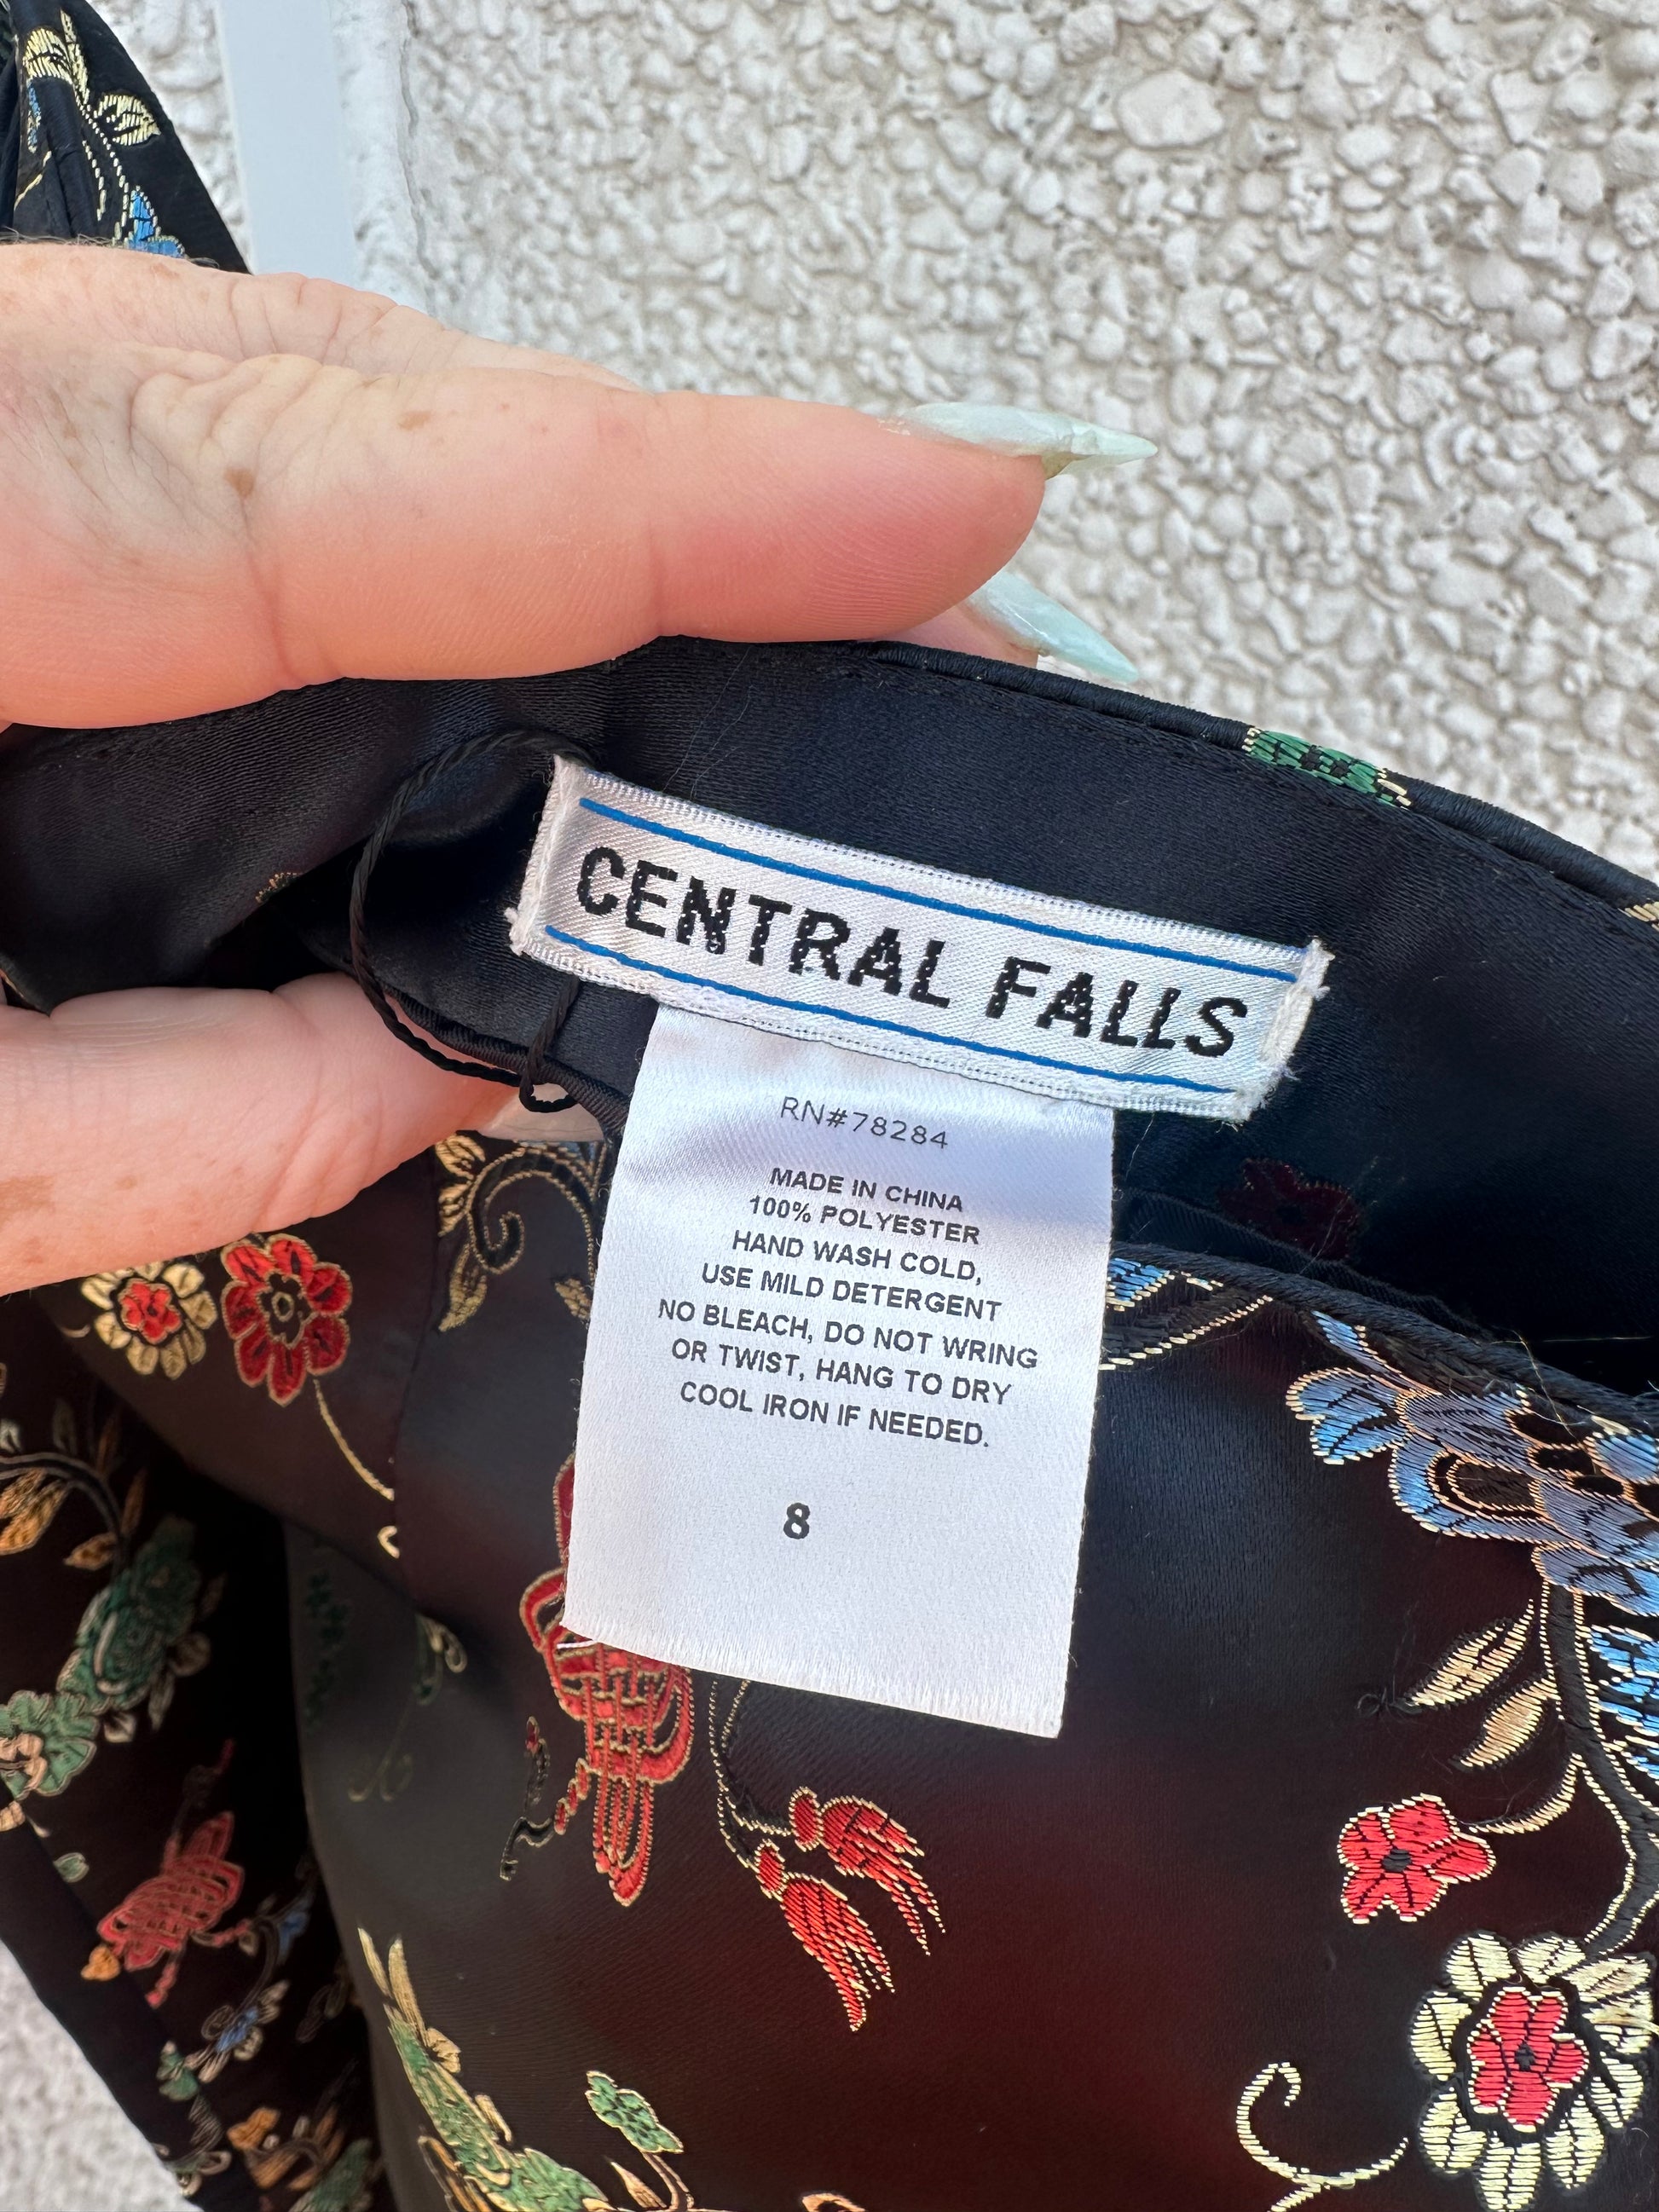 CENTRAL FALLS
RN#78284
MADE IN CHINA
100% POLYESTER
HAND WASH COLD,
USE MILD DETERGENT
NO BLEACH, DO NOT WRING
OR TWIST, HANG TO DRY
COOL IRON IF NEEDED.
8